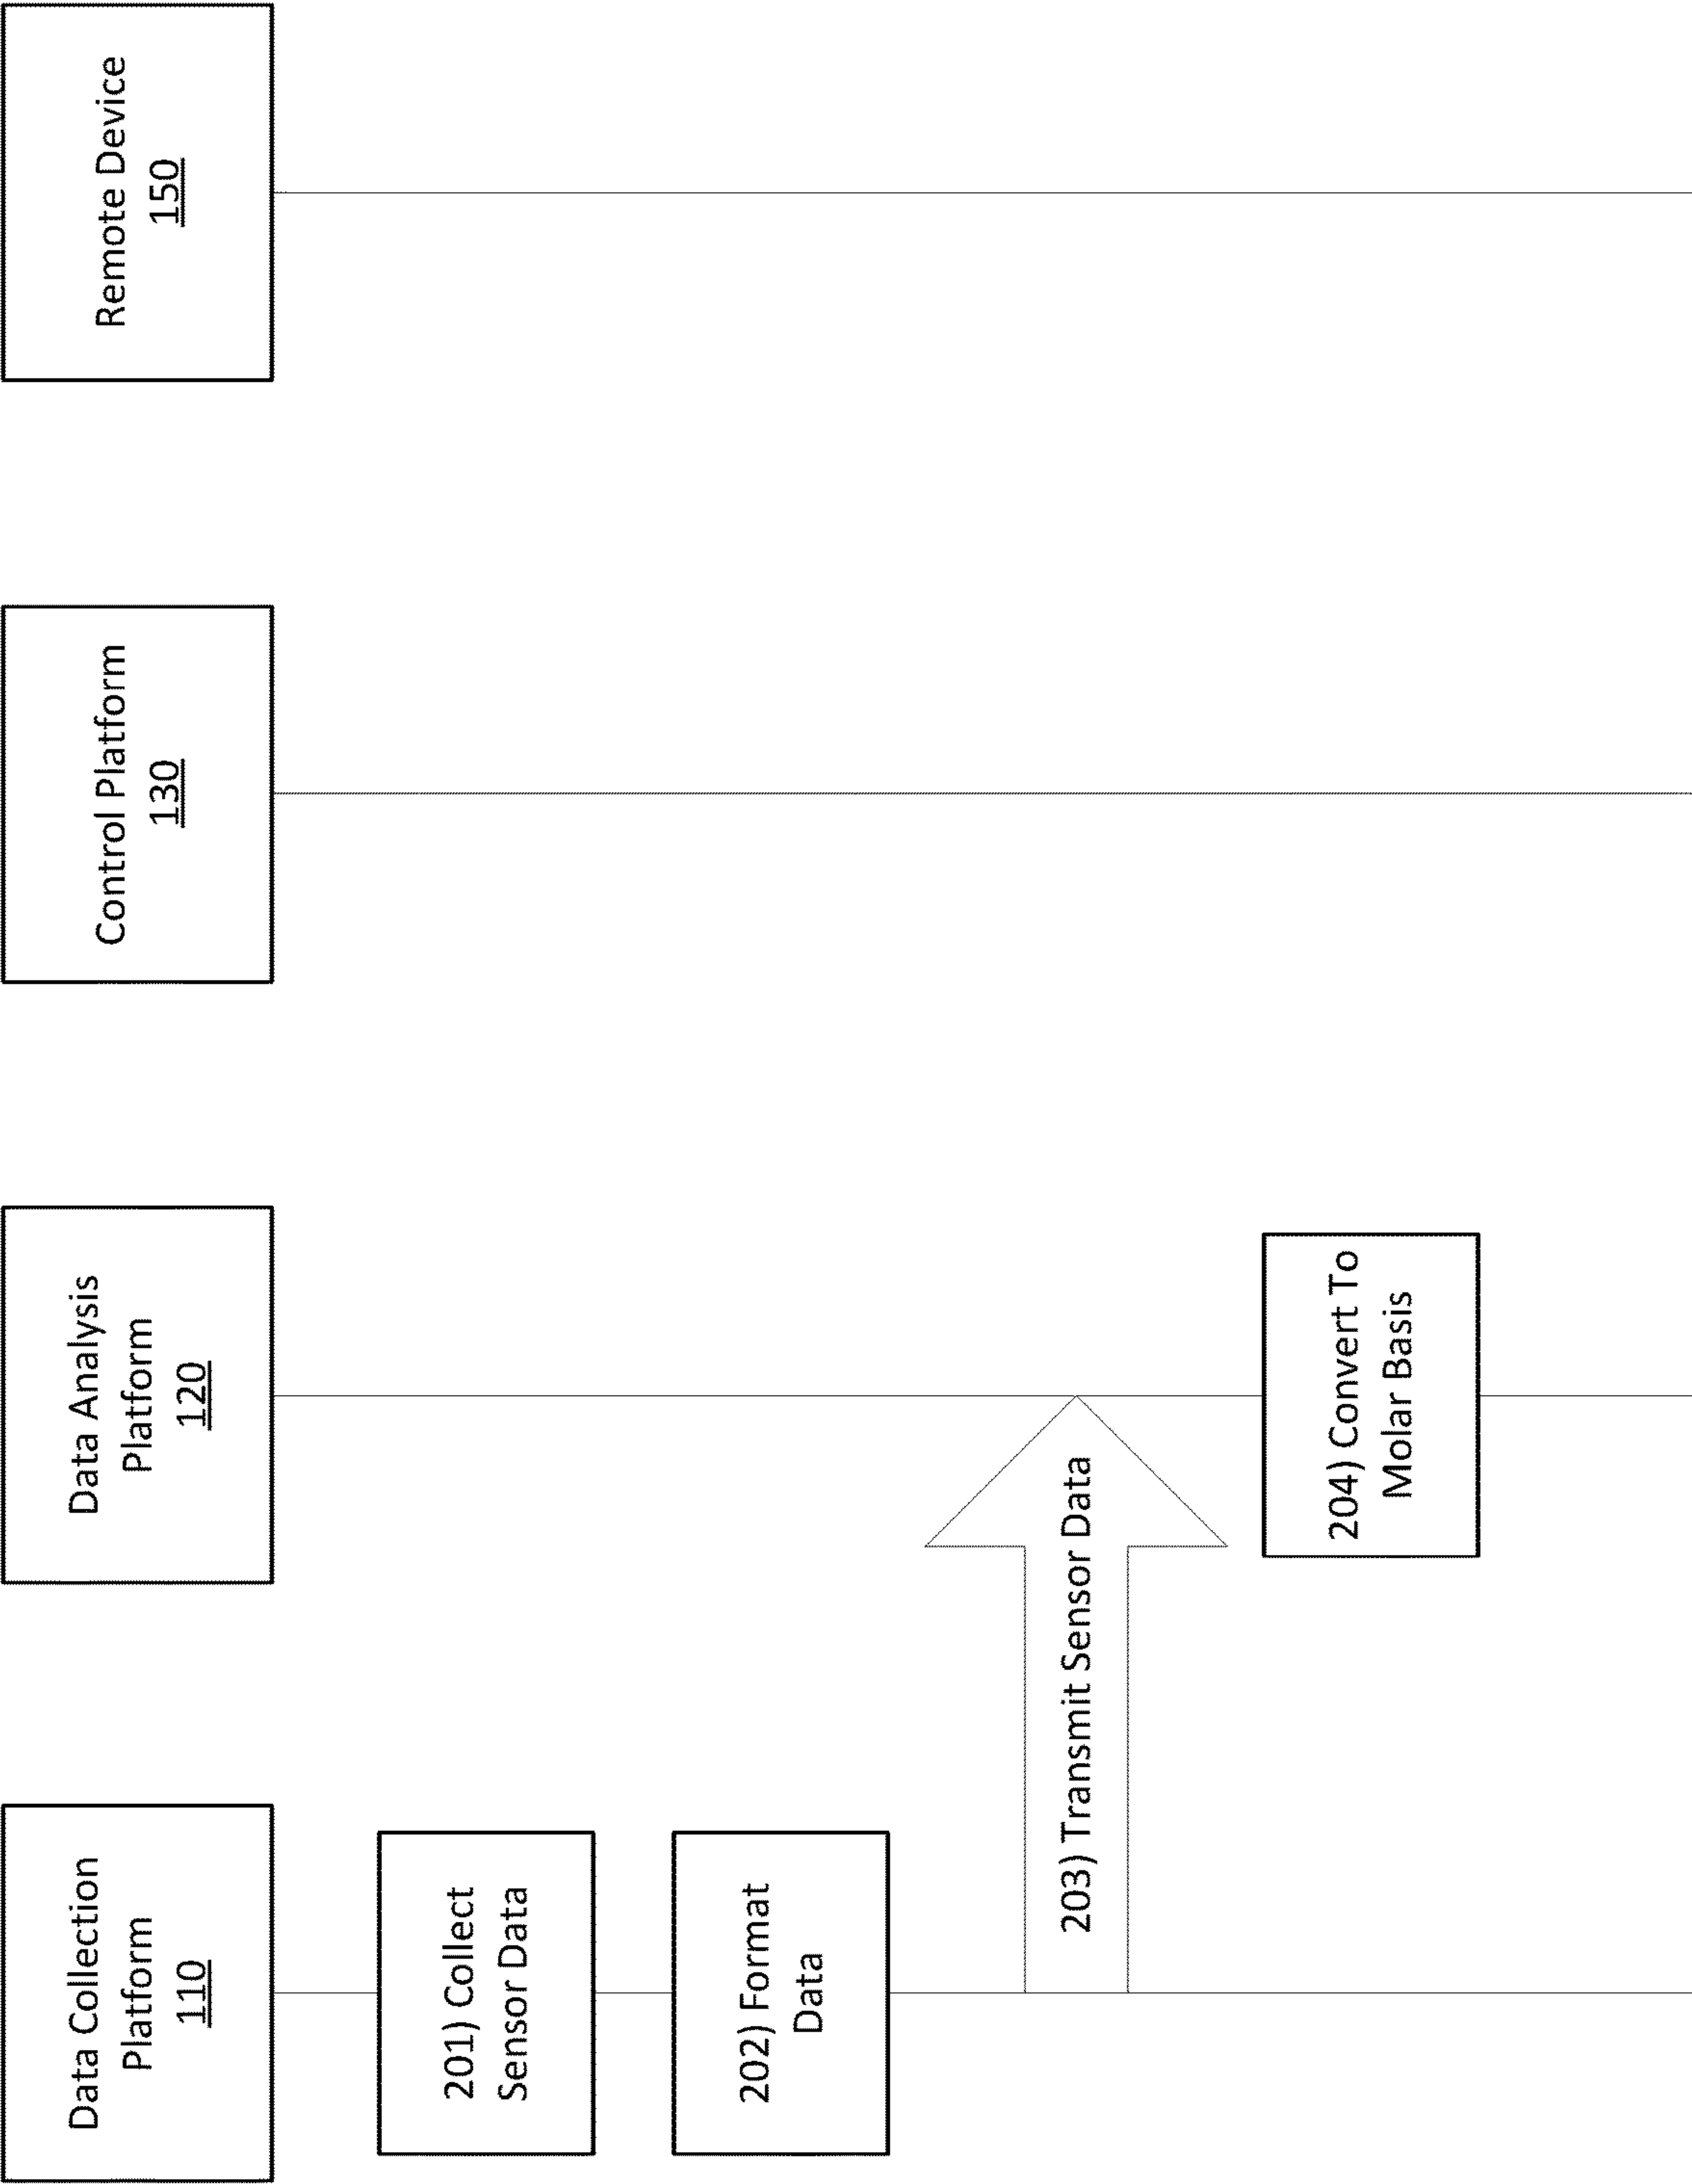 Data Collection
Platform
110
Data Analysis
Platform
120
Control Platform
130
Remote Device
150
201) Collect
Sensor Data
202) Format
Data
203) Transmit Sensor Data
204) Convert To
Molar Basis